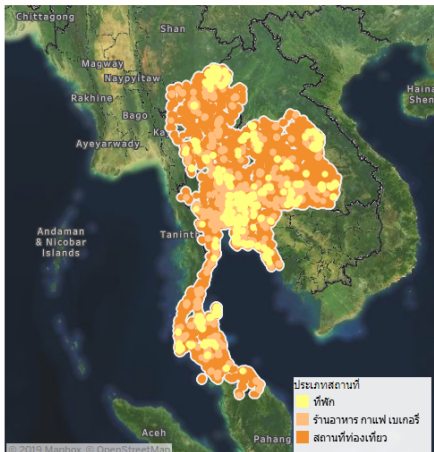 Chittagong
Shan
Magway
Naypyitaw
Rakhine
Bago
Ayeyarwady
Andaman
& Nicobar
Islands
Aceh
Pahang
ประเภทสถานที่
ที่พัก
ร้านอาหาร กาแฟ เบเกอรี่
สถานที่ท่องเที่ยว
© 2019 Mapbox © OpenStreetMap